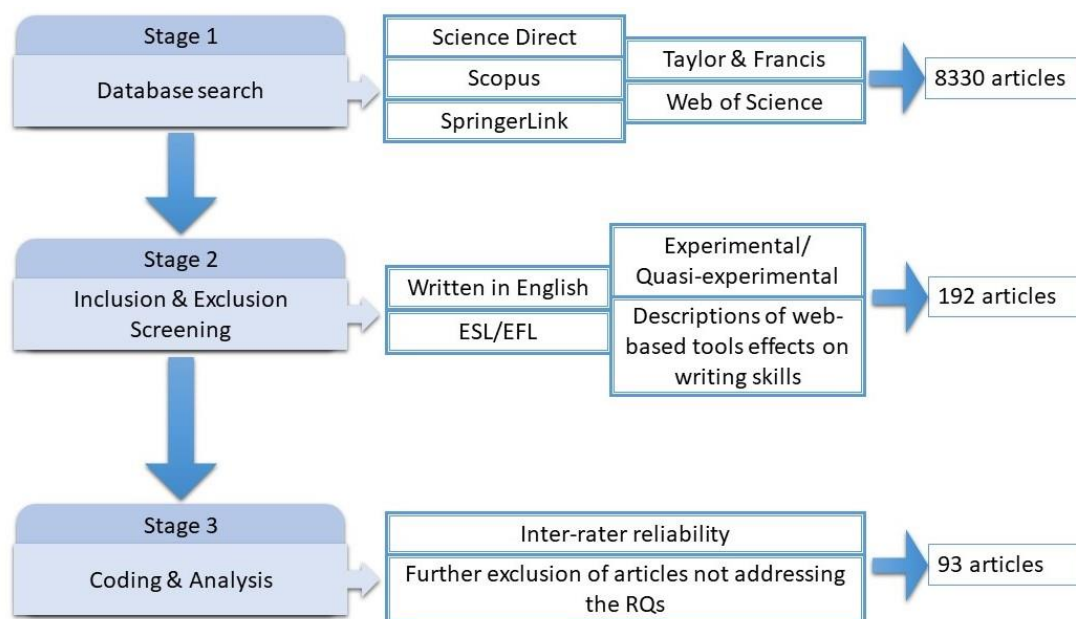 Stage 1
Database search
Science Direct
Scopus
SpringerLink
Taylor & Francis
Web of Science
8330 articles
Stage 2
Inclusion & Exclusion
Screening
Written in English
ESL/EFL
Experimental/
Quasi-experimental
Descriptions of web-
based tools effects on
writing skills
192 articles
Stage 3
Coding & Analysis
Inter-rater reliability
Further exclusion of articles not addressing
the RQs
93 articles